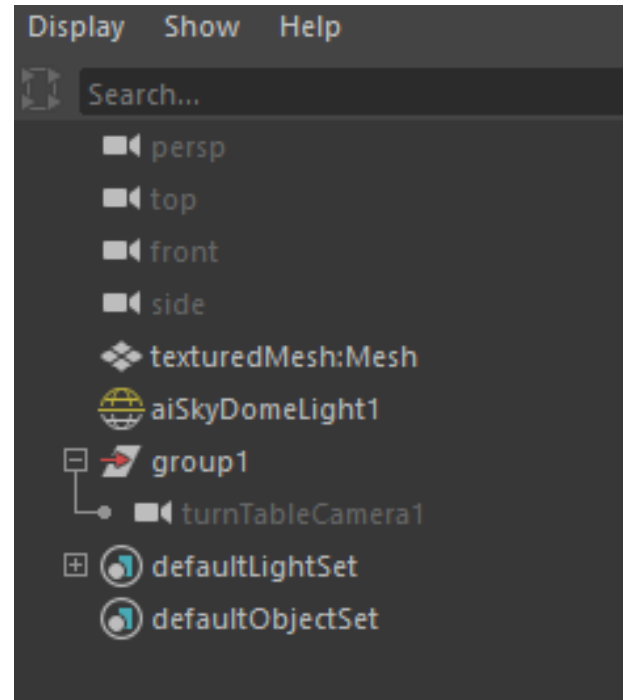 Display Show Help
Search...
persp
top
front
side
texturedMesh:Mesh
aiSkyDomeLight1
group1
turnTableCamera1
defaultLightSet
defaultObjectSet